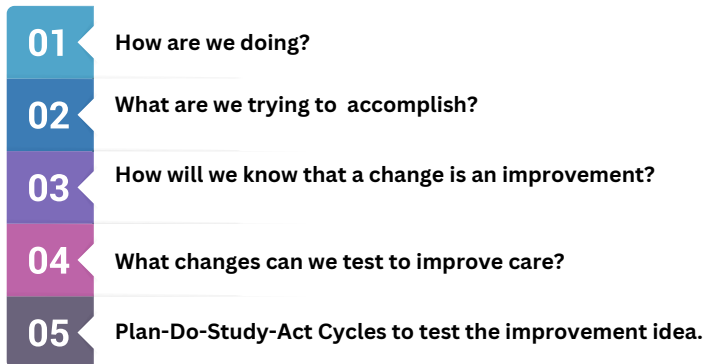 01 How are we doing?
02 What are we trying to accomplish?
03 How will we know that a change is an improvement?
04 What changes can we test to improve care?
05 Plan-Do-Study-Act Cycles to test the improvement idea.